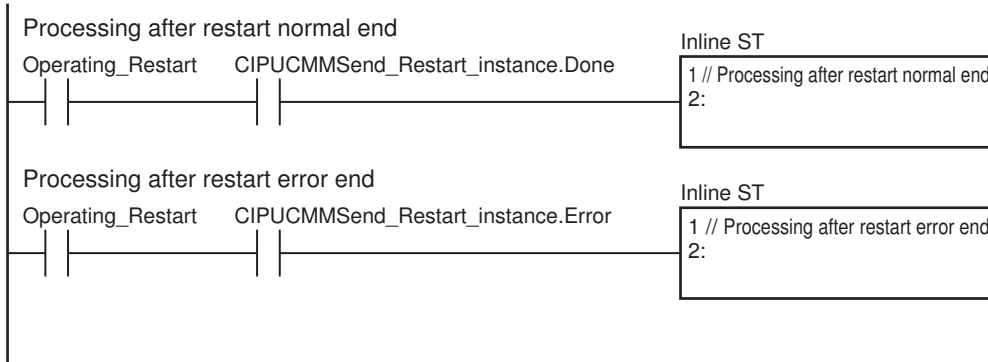 Processing after restart normal end
Operating_Restart CIPUCMMSend_Restart_instance.Done
Inline ST
1 // Processing after restart normal end
2:
Processing after restart error end
Operating_Restart CIPUCMMSend_Restart_instance.Error
Inline ST
1 // Processing after restart error end
2: